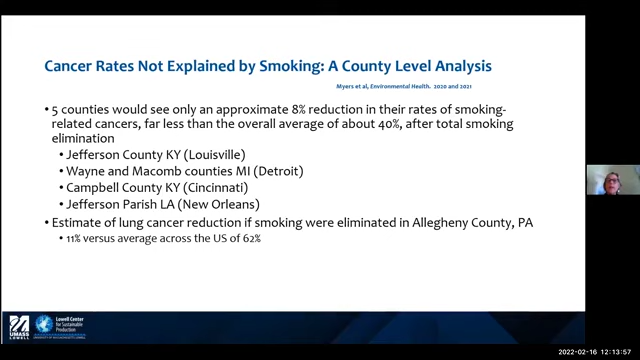 Cancer Rates Not Explained by Smoking: A County Level Analysis
Myers et al, Environmental Health. 2020 and 2021
• 5 counties would see only an approximate 8% reduction in their rates of smoking-
related cancers, far less than the overall average of about 40%, after total smoking
elimination
• Jefferson County KY (Louisville)
• Wayne and Macomb counties MI (Detroit)
• Campbell County KY (Cincinnati)
• Jefferson Parish LA (New Orleans)
• Estimate of lung cancer reduction if smoking were eliminated in Allegheny County, PA
• 11% versus average across the US of 62%
UMASS
LOWELL
Lowell Center
for Sustainable
Production
UNIVERSITY OF MASSACHUSETTS LOWELL
2022-02-16 12:13:57